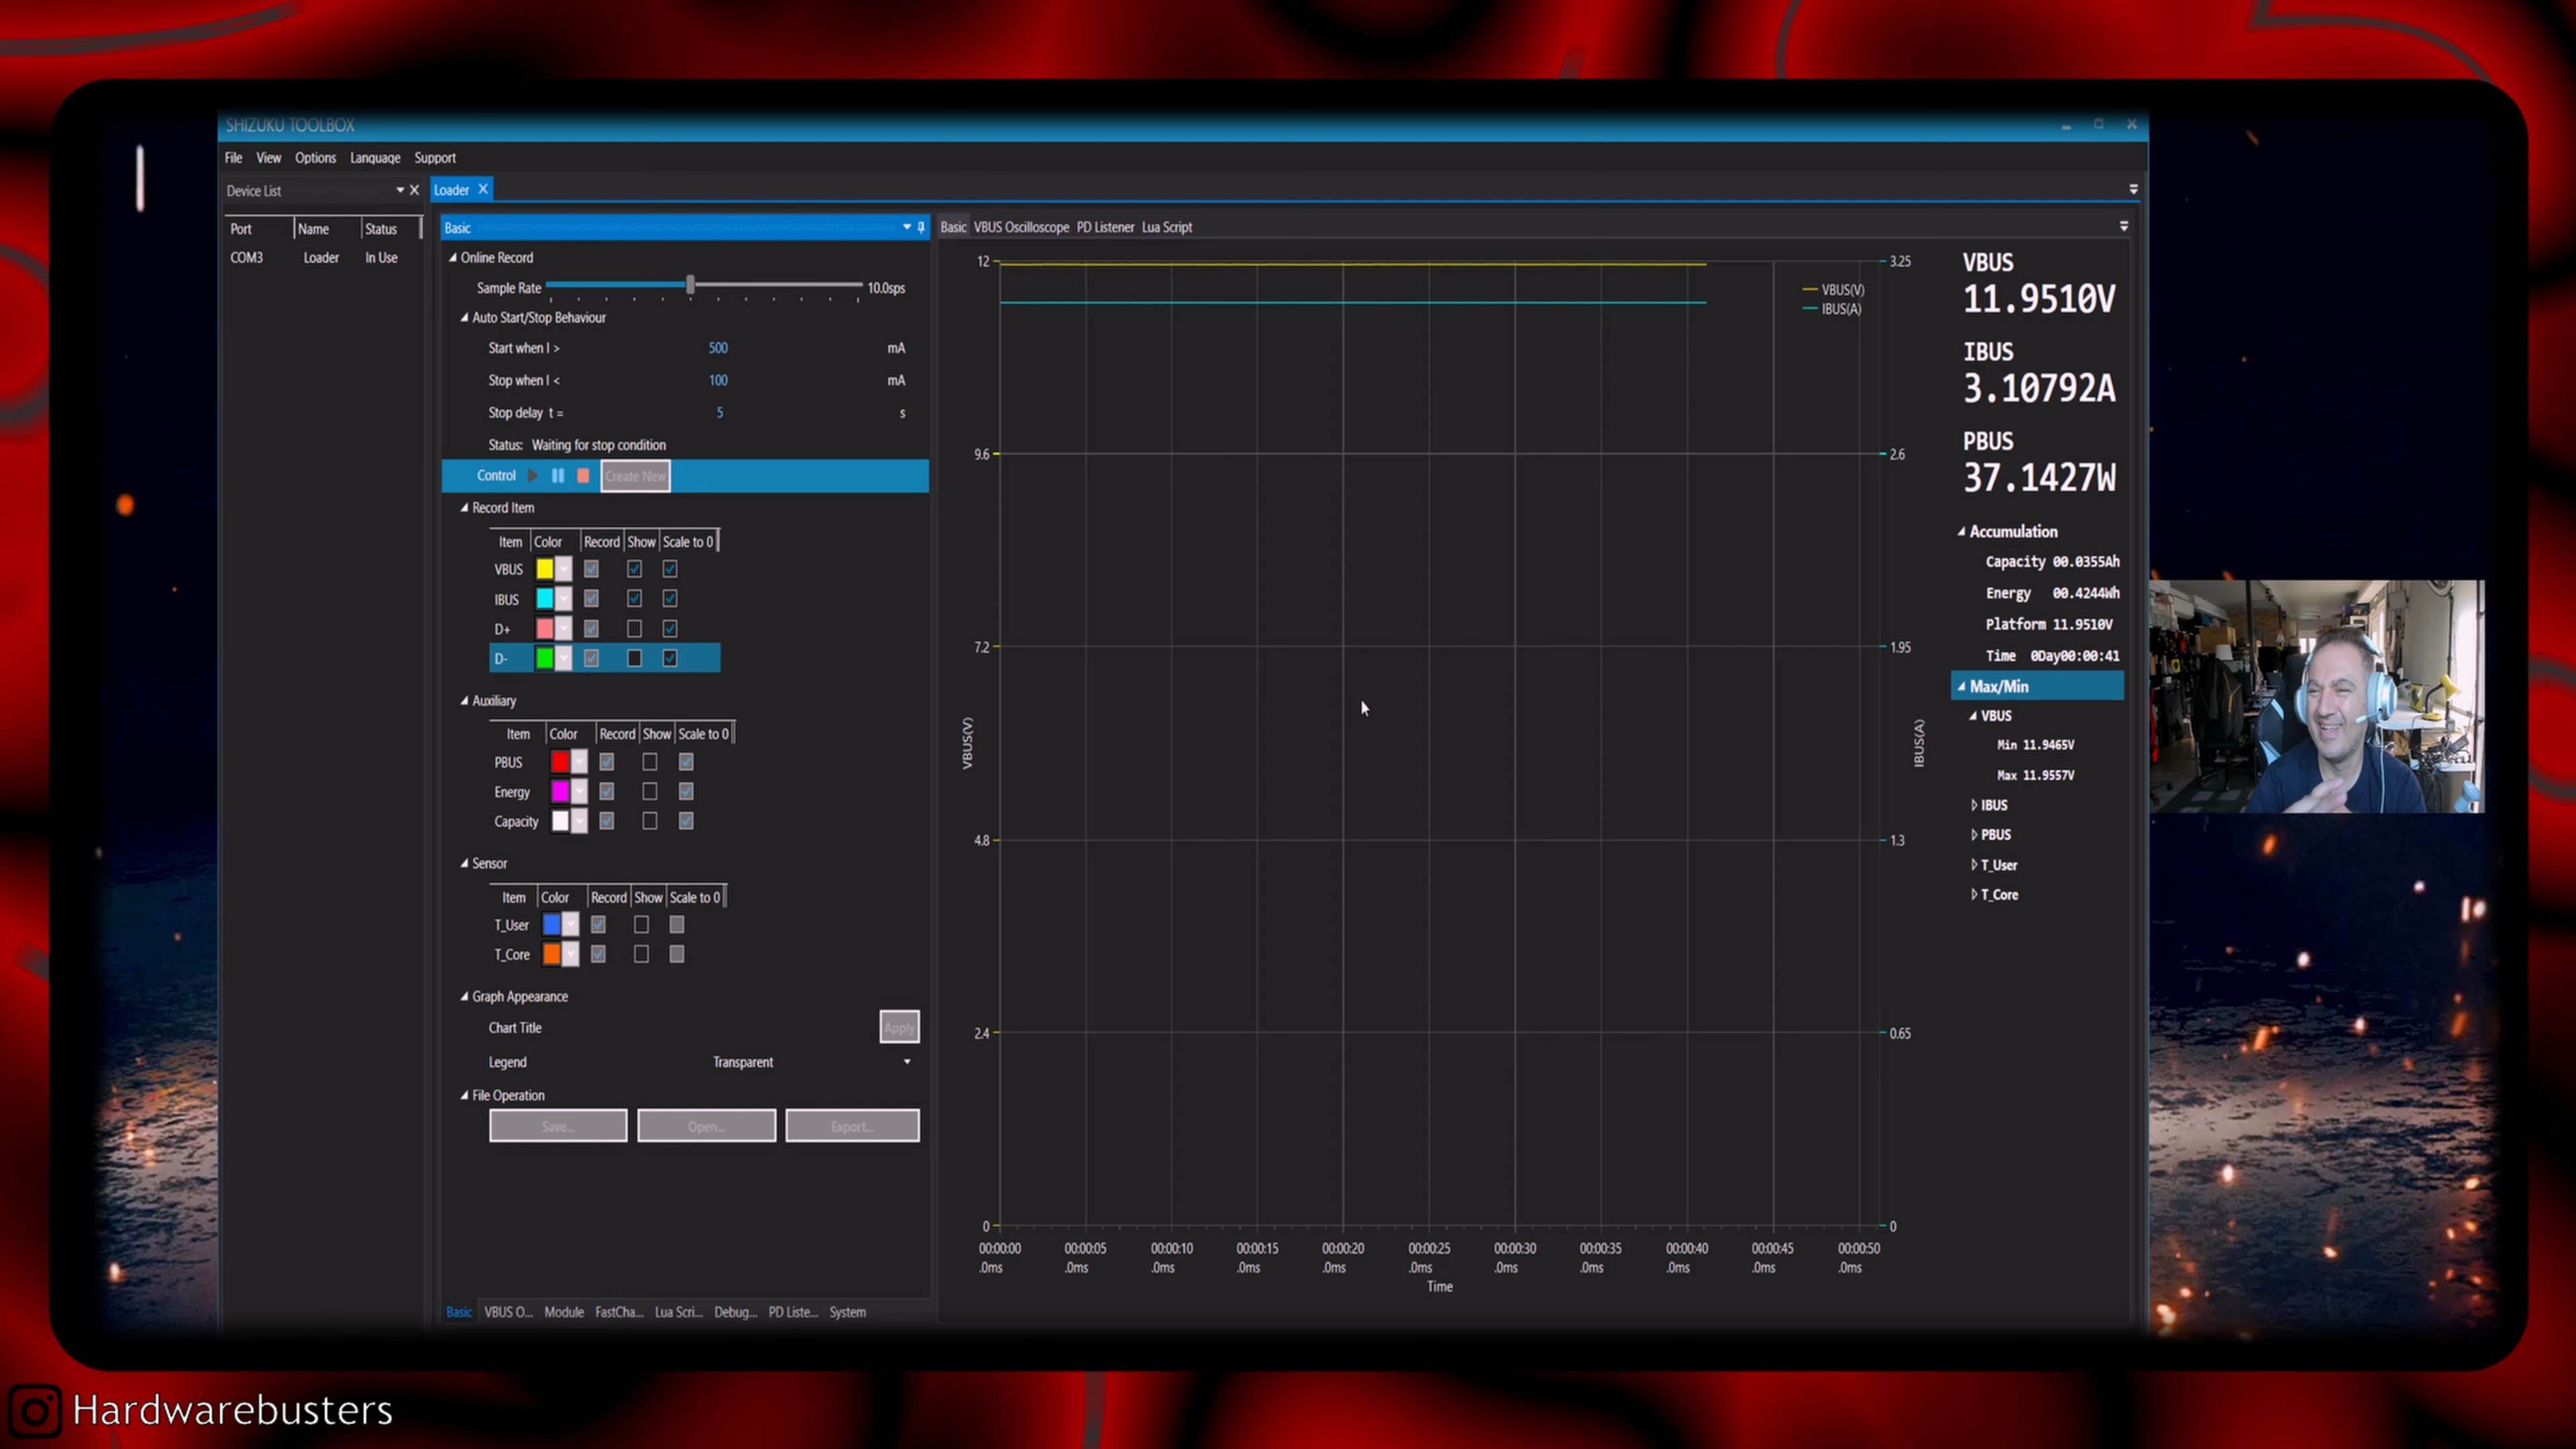 SHIZUKU TOOLBOX
File View Options Language Support
Device List
Port Name Status
COM3 Loader In Use
Loader
Basic
Online Record
Sample Rate 10.0sps
Auto Start/Stop Behaviour
Start when I > 500 mA
Stop when I < 100 mA
Stop delay t = 5 s
Status: Waiting for stop condition
Control Create New
Record Item
Item Color Record Show Scale to 0
VBUS
IBUS
D+
D-
Auxiliary
Item Color Record Show Scale to 0
PBUS
Energy
Capacity
Sensor
Item Color Record Show Scale to 0
T_User
T_Core
Graph Appearance
Chart Title Apply
Legend Transparent
File Operation
Save... Open... Export...
Basic VBUS O... Module FastCha... Lua Scri... Debug... PD Liste... System
Basic VBUS Oscilloscope PD Listener Lua Script
12
9.6
7.2
4.8
2.4
0
VBUS(V)
VBUS(V)
IBUS(A)
3.25
2.6
1.95
1.3
0.65
0
IBUS(A)
00:00:00 00:00:05 00:00:10 00:00:15 00:00:20 00:00:25 00:00:30 00:00:35 00:00:40 00:00:45 00:00:50
.0ms .0ms .0ms .0ms .0ms .0ms .0ms .0ms .0ms .0ms .0ms
Time
VBUS
11.9510V
IBUS
3.10792A
PBUS
37.1427W
Accumulation
Capacity 00.0355Ah
Energy 00.4244Wh
Platform 11.9510V
Time 0Day00:00:41
Max/Min
VBUS
Min 11.9465V
Max 11.9557V
IBUS
PBUS
T_User
T_Core
Hardwarebusters